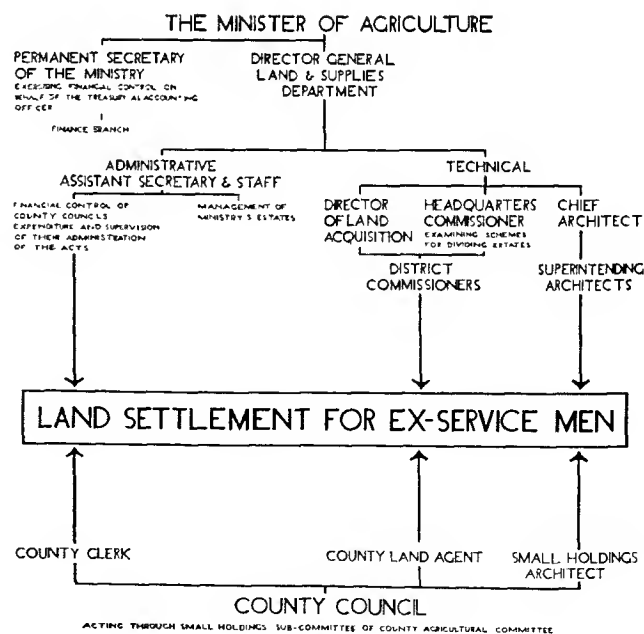 THE MINISTER OF AGRICULTURE
PERMANENT SECRETARY
OF THE MINISTRY
EXERCISING FINANCIAL CONTROL ON
BEHALF OF THE TREASURY AS ACCOUNTING
OFFICER
FINANCE BRANCH
DIRECTOR GENERAL
LAND & SUPPLIES
DEPARTMENT
ADMINISTRATIVE
ASSISTANT SECRETARY & STAFF
TECHNICAL
FINANCIAL CONTROL OF
COUNTY COUNCILS
EXPENDITURE AND SUPERVISION
OF THEIR ADMINISTRATION
OF THE ACTS
MANAGEMENT OF
MINISTRY'S ESTATES
DIRECTOR
OF LAND
ACQUISITION
HEADQUARTERS
COMMISSIONER
EXAMINING SCHEMES
FOR DIVIDING ESTATES
CHIEF
ARCHITECT
DISTRICT
COMMISSIONERS
SUPERINTENDING
ARCHITECTS
LAND SETTLEMENT FOR EX-SERVICE MEN
COUNTY CLERK
COUNTY LAND AGENT
SMALL HOLDINGS
ARCHITECT
COUNTY COUNCIL
ACTING THROUGH SMALL HOLDINGS SUB-COMMITTEE OF COUNTY AGRICULTURAL COMMITTEE